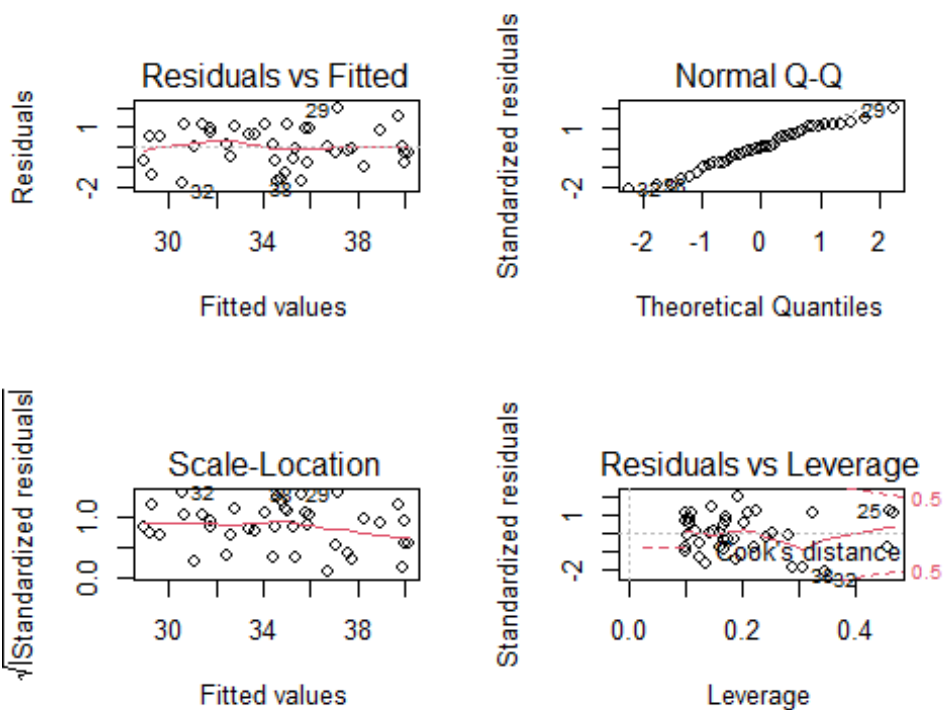 Residuals vs Fitted
Residuals
1
-2
29
32
38
30
34
38
Fitted values
Normal Q-Q
Standardized residuals
1
-2
29
32
38
-2
-1
0
1
2
Theoretical Quantiles
Scale-Location
√|Standardized residuals|
1.0
0.0
32
38
29
30
34
38
Fitted values
Residuals vs Leverage
Standardized residuals
1
-2
0.5
25
Cook's distance
0.5
38
32
0.0
0.2
0.4
Leverage